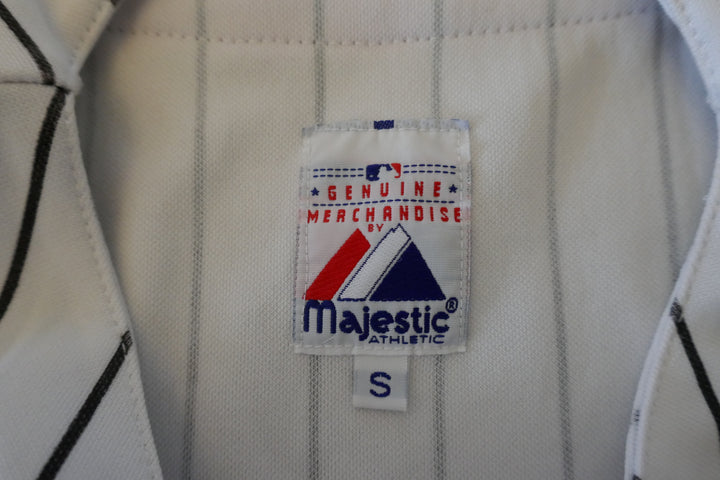 GENUINE
MERCHANDISE
BY
Majestic®
ATHLETIC
S